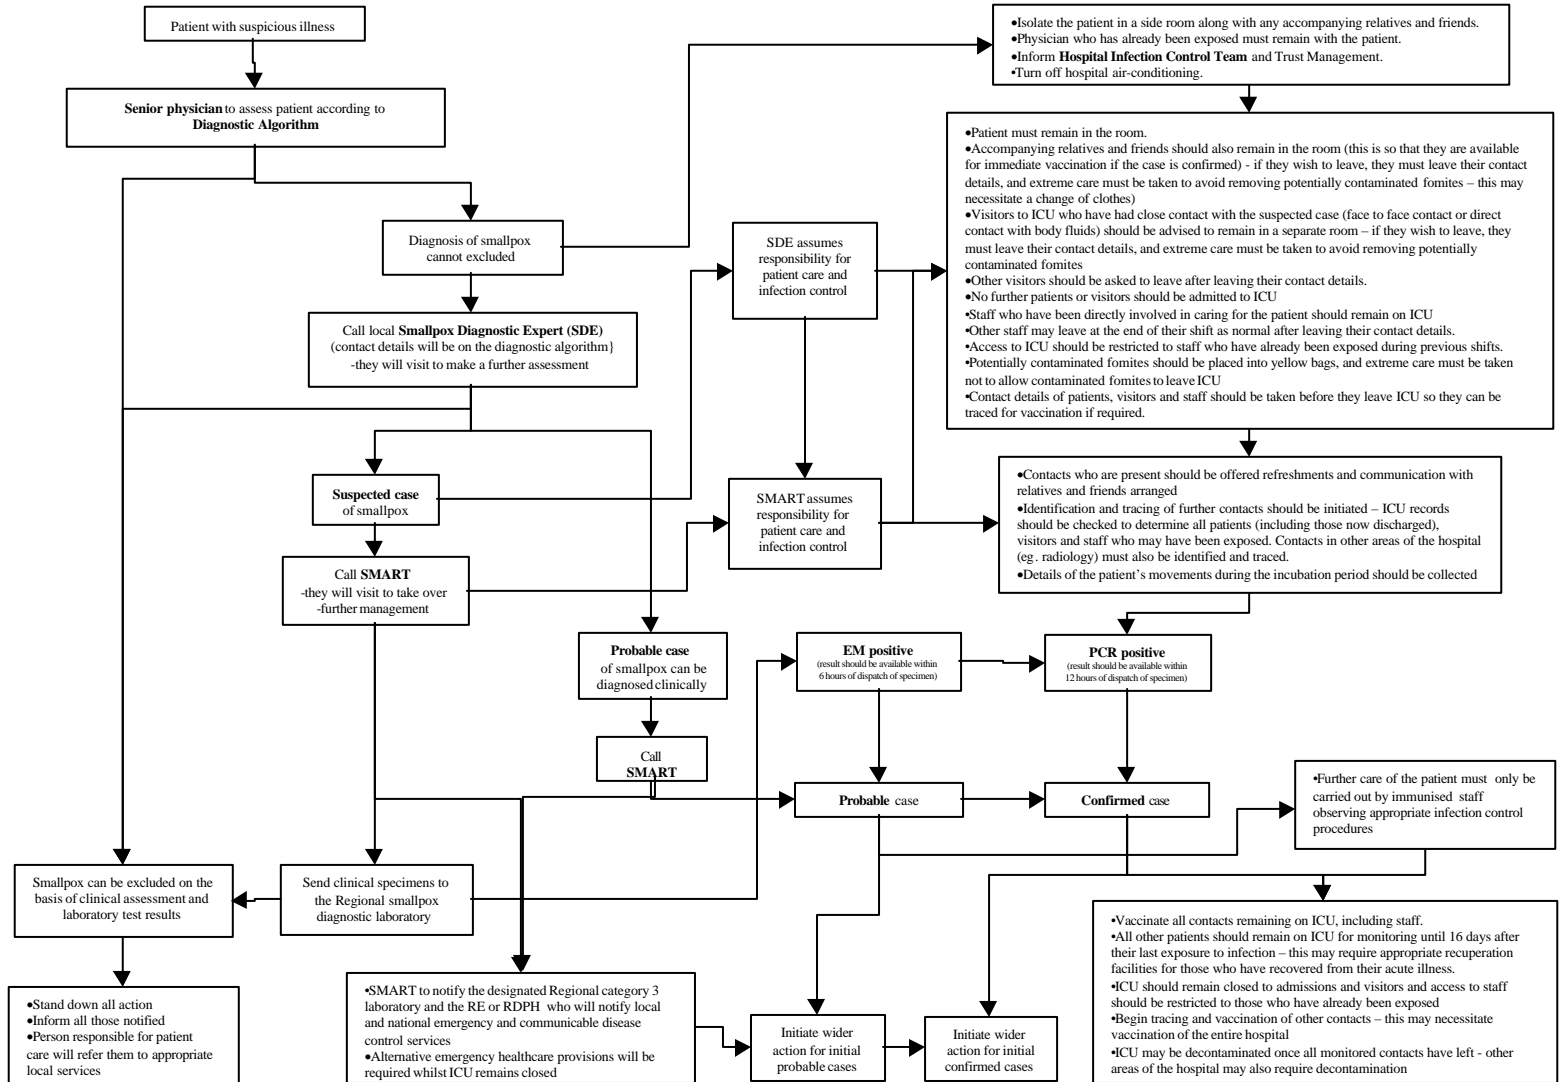 Patient with suspicious illness
Senior physician to assess patient according to
Diagnostic Algorithm
Diagnosis of smallpox
cannot excluded
Call local Smallpox Diagnostic Expert (SDE)
(contact details will be on the diagnostic algorithm}
-they will visit to make a further assessment
Suspected case
of smallpox
Call SMART
-they will visit to take over
-further management
Probable case
of smallpox can be
diagnosed clinically
Call
SMART
SDE assumes
responsibility for
patient care and
infection control
SMART assumes
responsibility for
patient care and
infection control
•Isolate the patient in a side room along with any accompanying relatives and friends.
•Physician who has already been exposed must remain with the patient.
•Inform Hospital Infection Control Team and Trust Management.
•Turn off hospital air-conditioning.
•Patient must remain in the room.
•Accompanying relatives and friends should also remain in the room (this is so that they are available
for immediate vaccination if the case is confirmed) - if they wish to leave, they must leave their contact
details, and extreme care must be taken to avoid removing potentially contaminated fomites – this may
necessitate a change of clothes)
•Visitors to ICU who have had close contact with the suspected case (face to face contact or direct
contact with body fluids) should be advised to remain in a separate room – if they wish to leave, they
must leave their contact details, and extreme care must be taken to avoid removing potentially
contaminated fomites
•Other visitors should be asked to leave after leaving their contact details.
•No further patients or visitors should be admitted to ICU
•Staff who have been directly involved in caring for the patient should remain on ICU
•Other staff may leave at the end of their shift as normal after leaving their contact details.
•Access to ICU should be restricted to staff who have already been exposed during previous shifts.
•Potentially contaminated fomites should be placed into yellow bags, and extreme care must be taken
not to allow contaminated fomites to leave ICU
•Contact details of patients, visitors and staff should be taken before they leave ICU so they can be
traced for vaccination if required.
•Contacts who are present should be offered refreshments and communication with
relatives and friends arranged
•Identification and tracing of further contacts should be initiated – ICU records
should be checked to determine all patients (including those now discharged),
visitors and staff who may have been exposed. Contacts in other areas of the hospital
(eg. radiology) must also be identified and traced.
•Details of the patient's movements during the incubation period should be collected
EM positive
(result should be available within
6 hours of dispatch of specimen)
PCR positive
(result should be available within
12 hours of dispatch of specimen)
Probable case
Confirmed case
•Further care of the patient must only be
carried out by immunised staff
observing appropriate infection control
procedures
Smallpox can be excluded on the
basis of clinical assessment and
laboratory test results
Send clinical specimens to
the Regional smallpox
diagnostic laboratory
•Stand down all action
•Inform all those notified
•Person responsible for patient
care will refer them to appropriate
local services
•SMART to notify the designated Regional category 3
laboratory and the RE or RDPH who will notify local
and national emergency and communicable disease
control services
•Alternative emergency healthcare provisions will be
required whilst ICU remains closed
Initiate wider
action for initial
probable cases
Initiate wider
action for initial
confirmed cases
•Vaccinate all contacts remaining on ICU, including staff.
•All other patients should remain on ICU for monitoring until 16 days after
their last exposure to infection – this may require appropriate recuperation
facilities for those who have recovered from their acute illness.
•ICU should remain closed to admissions and visitors and access to staff
should be restricted to those who have already been exposed
•Begin tracing and vaccination of other contacts – this may necessitate
vaccination of the entire hospital
•ICU may be decontaminated once all monitored contacts have left - other
areas of the hospital may also require decontamination